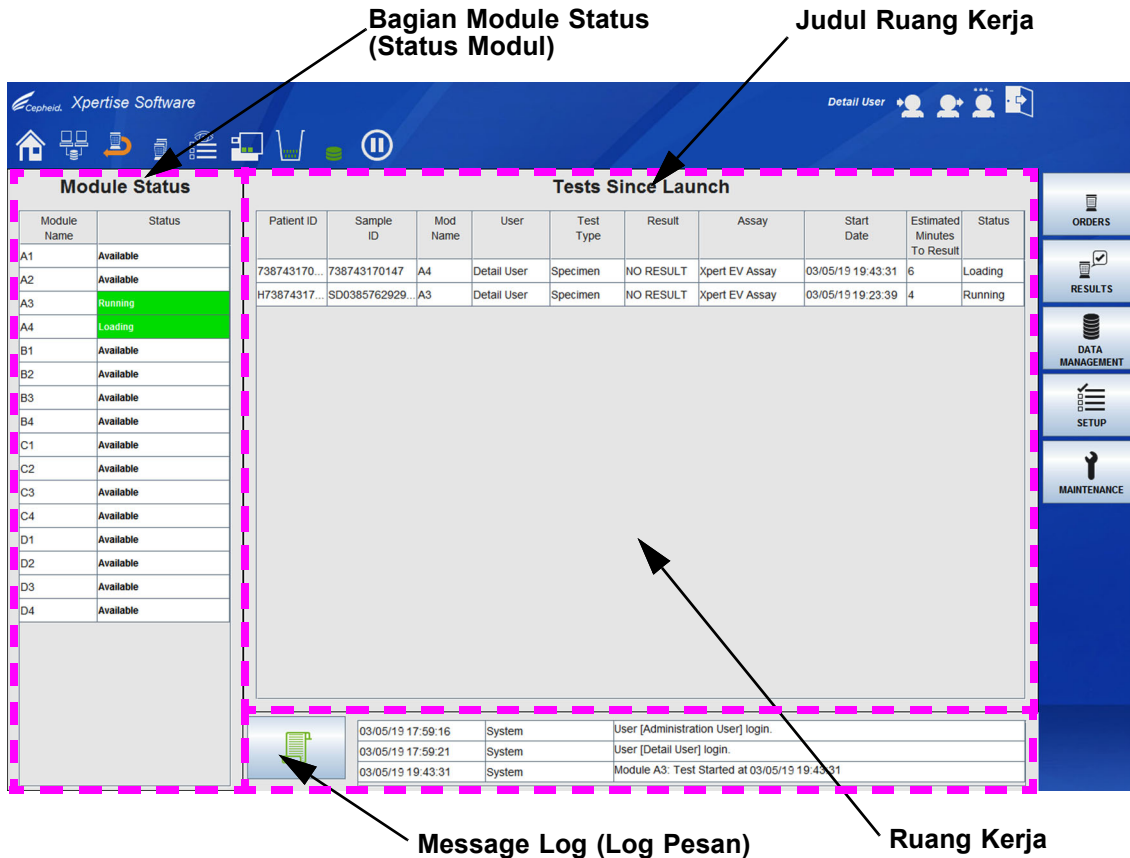 Bagian Module Status
(Status Modul)
Judul Ruang Kerja
Cepheid. Xpertise Software
Detail User
Module Status
Module Name Status
A1 Available
A2 Available
A3 Running
A4 Loading
B1 Available
B2 Available
B3 Available
B4 Available
C1 Available
C2 Available
C3 Available
C4 Available
D1 Available
D2 Available
D3 Available
D4 Available
Tests Since Launch
Patient ID Sample ID Mod Name User Test Type Result Assay Start Date Estimated Minutes To Result Status
738743170... 738743170147 A4 Detail User Specimen NO RESULT Xpert EV Assay 03/05/19 19:43:31 6 Loading
H73874317... SD0385762929... A3 Detail User Specimen NO RESULT Xpert EV Assay 03/05/19 19:23:39 4 Running
ORDERS
RESULTS
DATA
MANAGEMENT
SETUP
MAINTENANCE
03/05/19 17:59:16 System User [Administration User] login.
03/05/19 17:59:21 System User [Detail User] login.
03/05/19 19:43:31 System Module A3: Test Started at 03/05/19 19:43:31
Message Log (Log Pesan)
Ruang Kerja